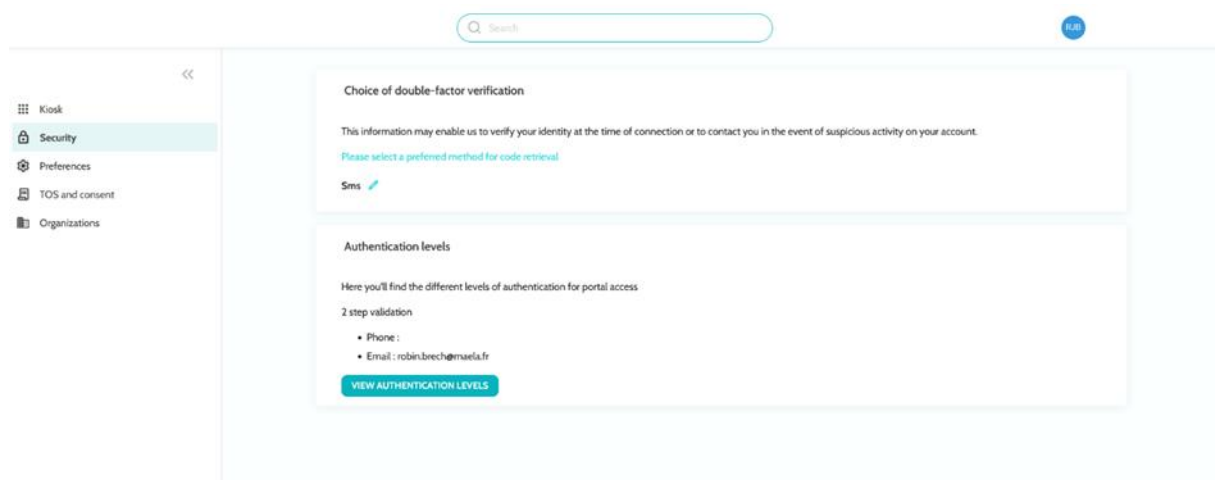 Search
RJB
Kiosk
Security
Preferences
TOS and consent
Organizations
Choice of double-factor verification
This information may enable us to verify your identity at the time of connection or to contact you in the event of suspicious activity on your account.
Please select a preferred method for code retrieval
Sms
Authentication levels
Here you'll find the different levels of authentication for portal access
2 step validation
• Phone :
• Email : robin.brech@maela.fr
VIEW AUTHENTICATION LEVELS